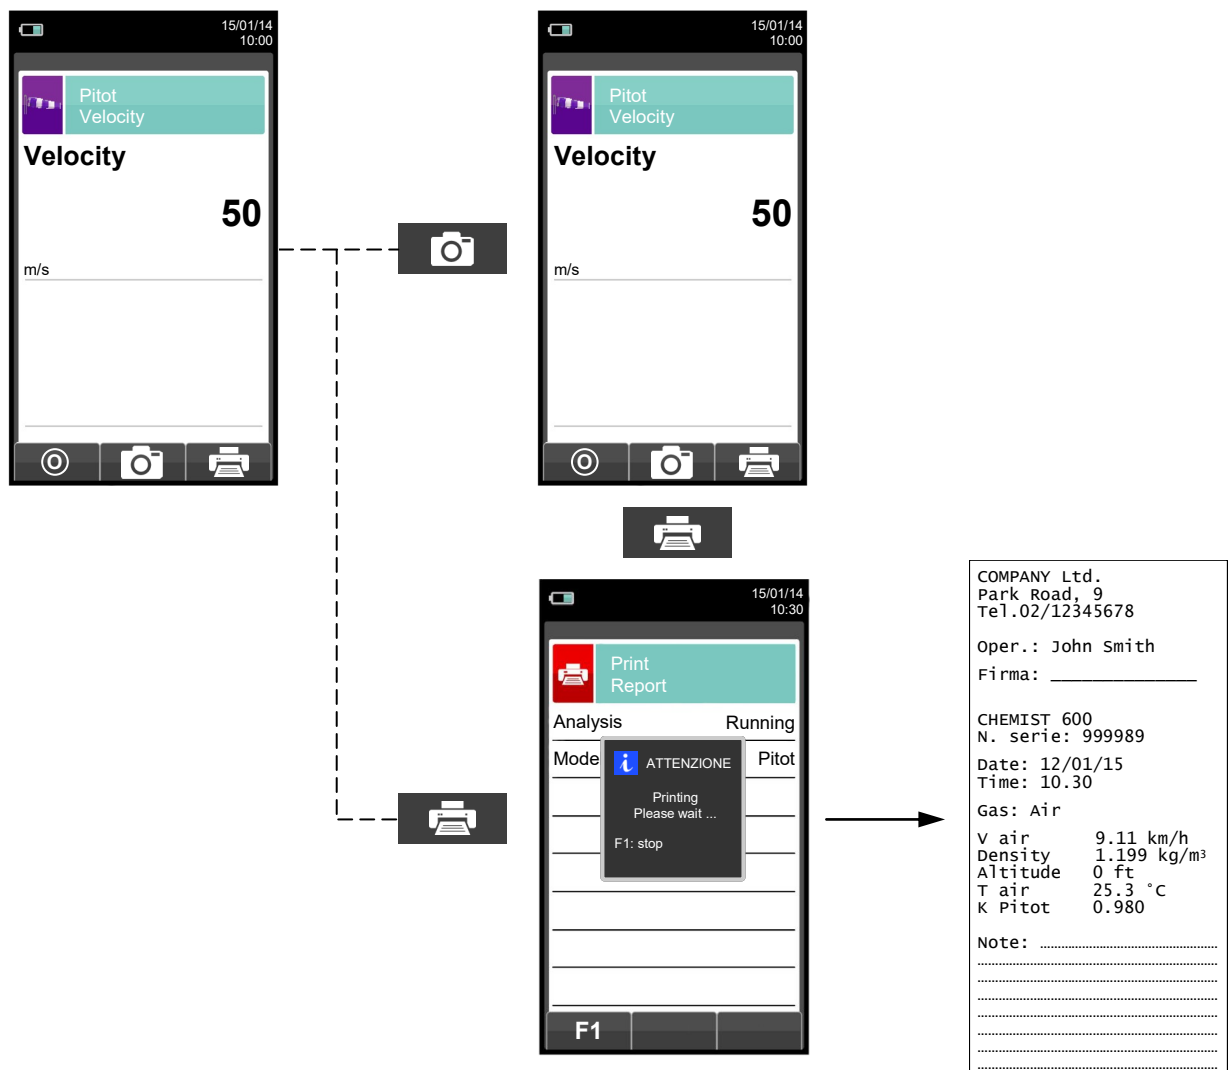 15/01/14
10:00
Pitot
Velocity
Velocity
50
m/s
15/01/14
10:00
Pitot
Velocity
Velocity
50
m/s
15/01/14
10:30
Print
Report
Analysis Running
Mode Pitot
i ATTENZIONE
Printing
Please wait ...
F1: stop
F1
COMPANY Ltd.
Park Road, 9
Tel.02/12345678
Oper.: John Smith
Firma: ______________
CHEMIST 600
N. serie: 999989
Date: 12/01/15
Time: 10.30
Gas: Air
V air 9.11 km/h
Density 1.199 kg/m³
Altitude 0 ft
T air 25.3 °C
K Pitot 0.980
Note: ..................................................